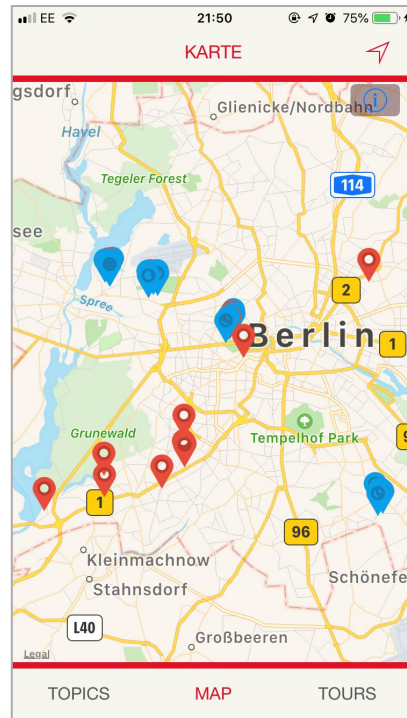 EE 21:50 75%
KARTE
gsdorf
Glienicke/Nordbahn
Havel
Tegeler Forest
114
see
2
Spree
Berlin
1
Grunewald
Tempelhof Park
9
1
96
Kleinmachnow
Schönefe
Stahnsdorf
L40
Großbeeren
Legal
TOPICS MAP TOURS